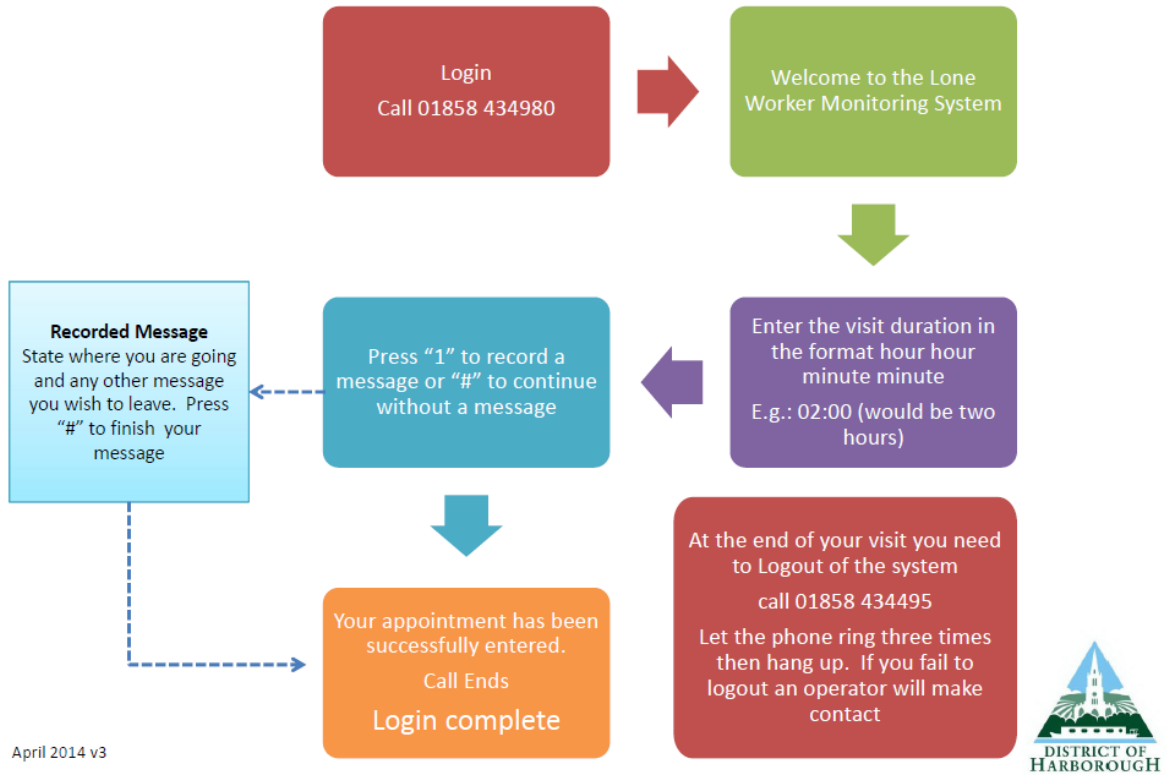 Login
Call 01858 434980
Welcome to the Lone
Worker Monitoring System
Enter the visit duration in
the format hour hour
minute minute
E.g.: 02:00 (would be two
hours)
Press “1” to record a
message or “#” to continue
without a message
Recorded Message
State where you are going
and any other message
you wish to leave.  Press
“#” to finish  your
message
Your appointment has been
successfully entered.
Call Ends
Login complete
At the end of your visit you need
to Logout of the system
call 01858 434495
Let the phone ring three times
then hang up.  If you fail to
logout an operator will make
contact
April 2014 v3
DISTRICT OF
HARBOROUGH